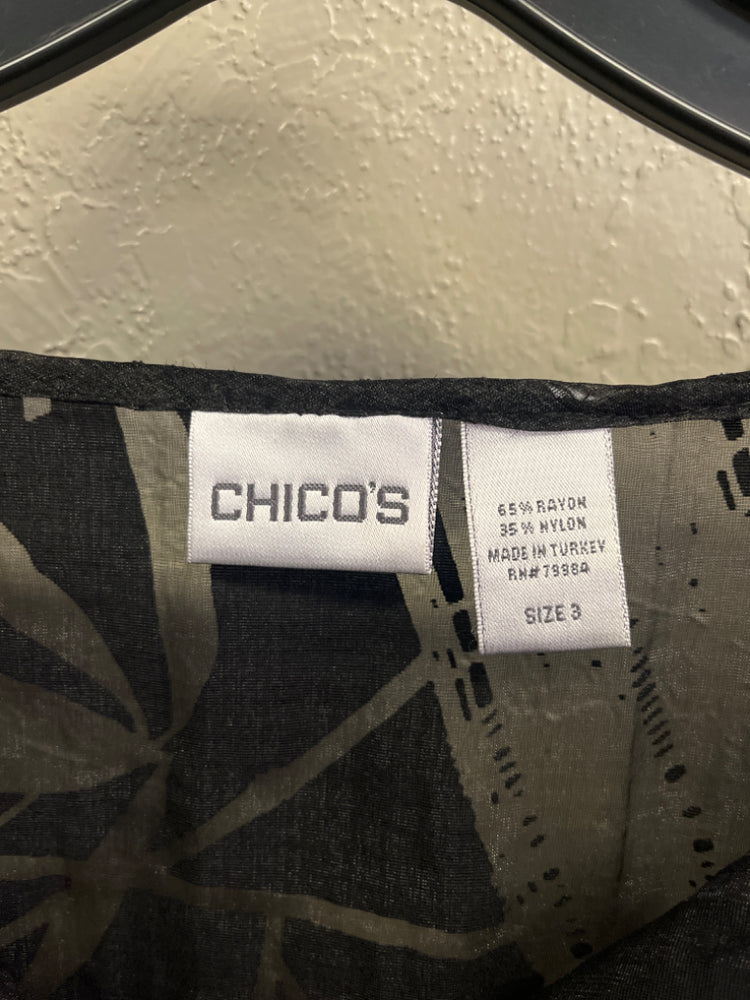 CHICO'S
65% RAYON
35% NYLON
MADE IN TURKEY
RN#79984
SIZE 3